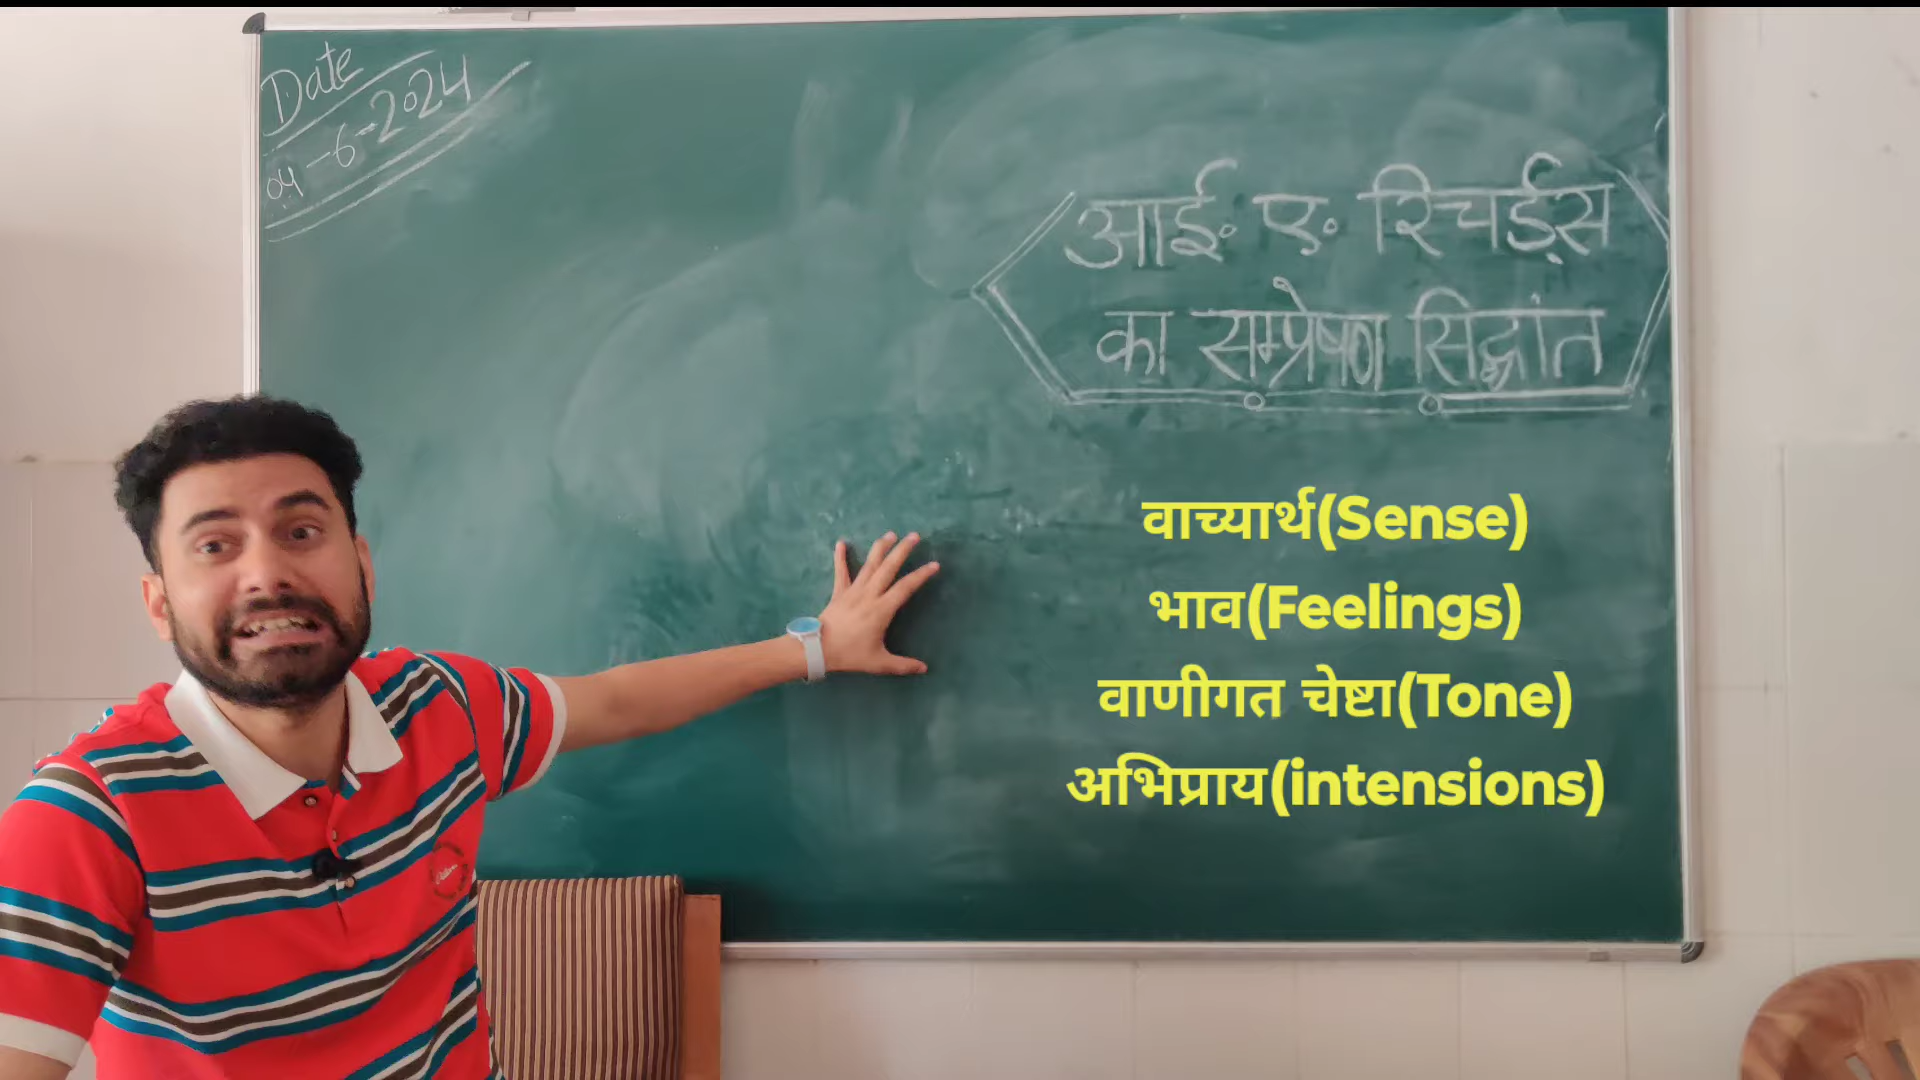 Date
04-6-2024
आई. ए. रिचर्ड्स
का सम्प्रेषण सिद्धांत
वाच्यार्थ(Sense)
भाव(Feelings)
वाणीगत चेष्टा(Tone)
अभिप्राय(intensions)